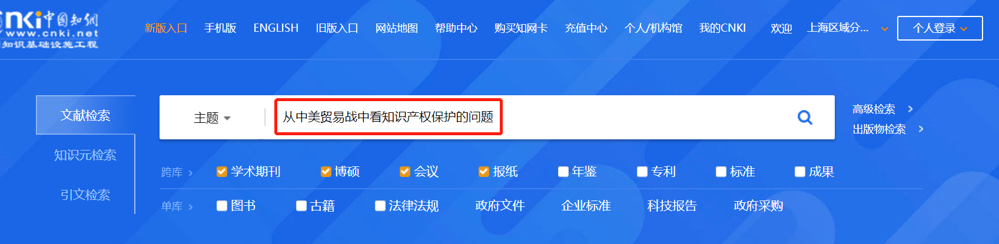 cnki中国知網
www.cnki.net
知识基础设施工程
新版入口 手机版 ENGLISH 旧版入口 网站地图 帮助中心 购买知网卡 充值中心 个人/机构馆 我的CNKI 欢迎 上海区域分... 个人登录
文献检索
知识元检索
引文检索
主题 从中美贸易战中看知识产权保护的问题
高级检索 >
出版物检索 >
跨库 > 学术期刊 博硕 会议 报纸 年鉴 专利 标准 成果
单库 > 图书 古籍 法律法规 政府文件 企业标准 科技报告 政府采购